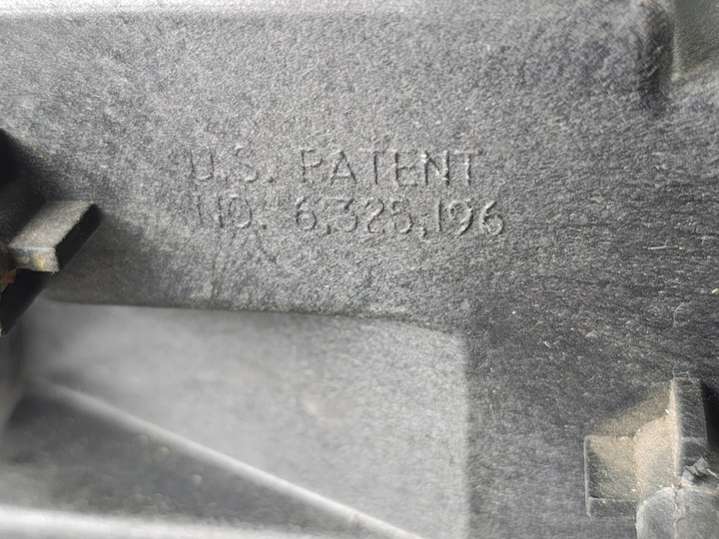 U.S. PATENT
NO. 6,328,196